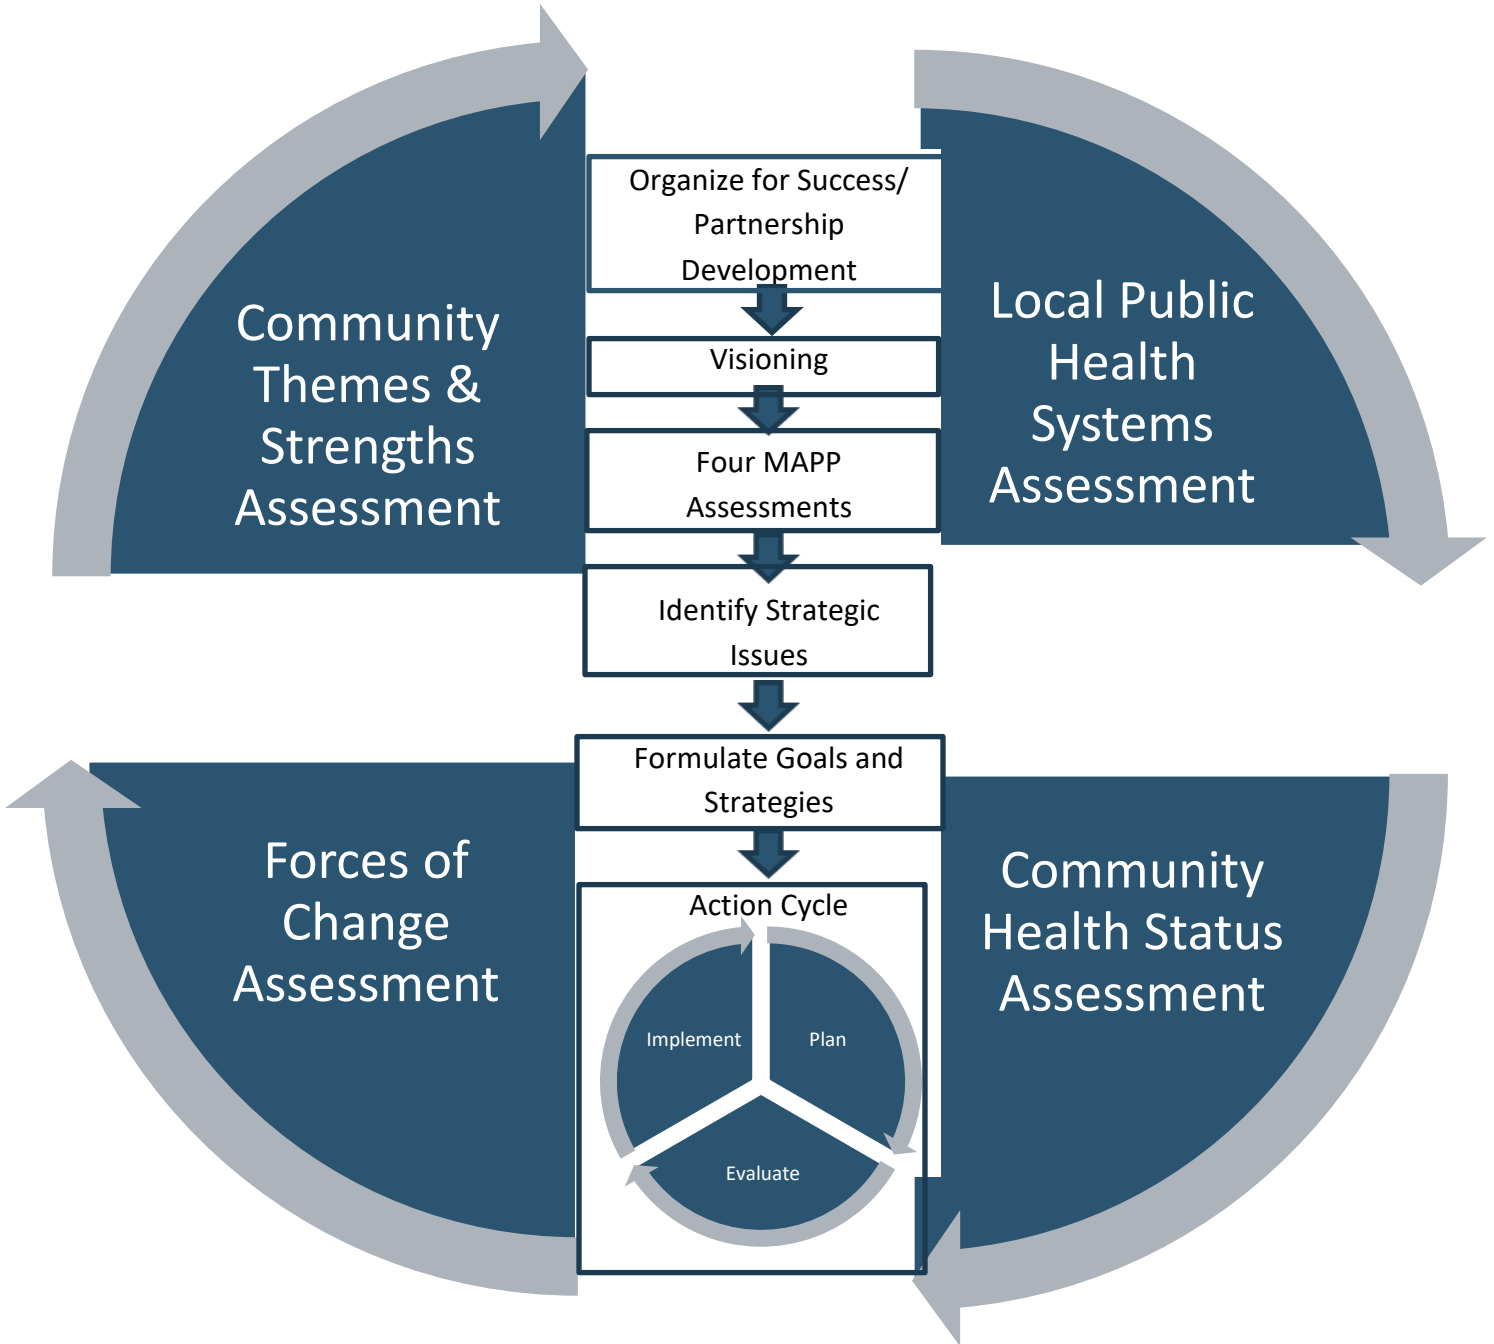 Community
Themes &
Strengths
Assessment
Organize for Success/
Partnership
Development
Visioning
Four MAPP
Assessments
Identify Strategic
Issues
Formulate Goals and
Strategies
Action Cycle
Implement
Plan
Evaluate
Local Public
Health
Systems
Assessment
Forces of
Change
Assessment
Community
Health Status
Assessment